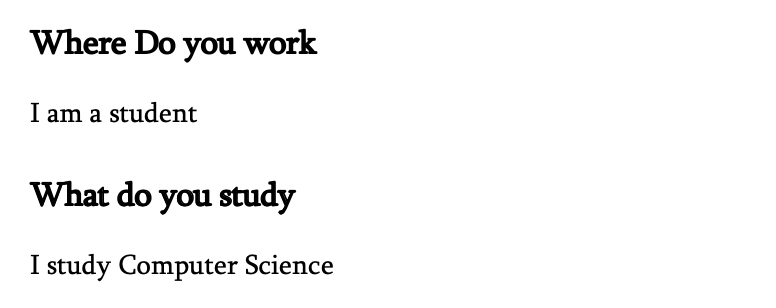 Where Do you work
I am a student
What do you study
I study Computer Science